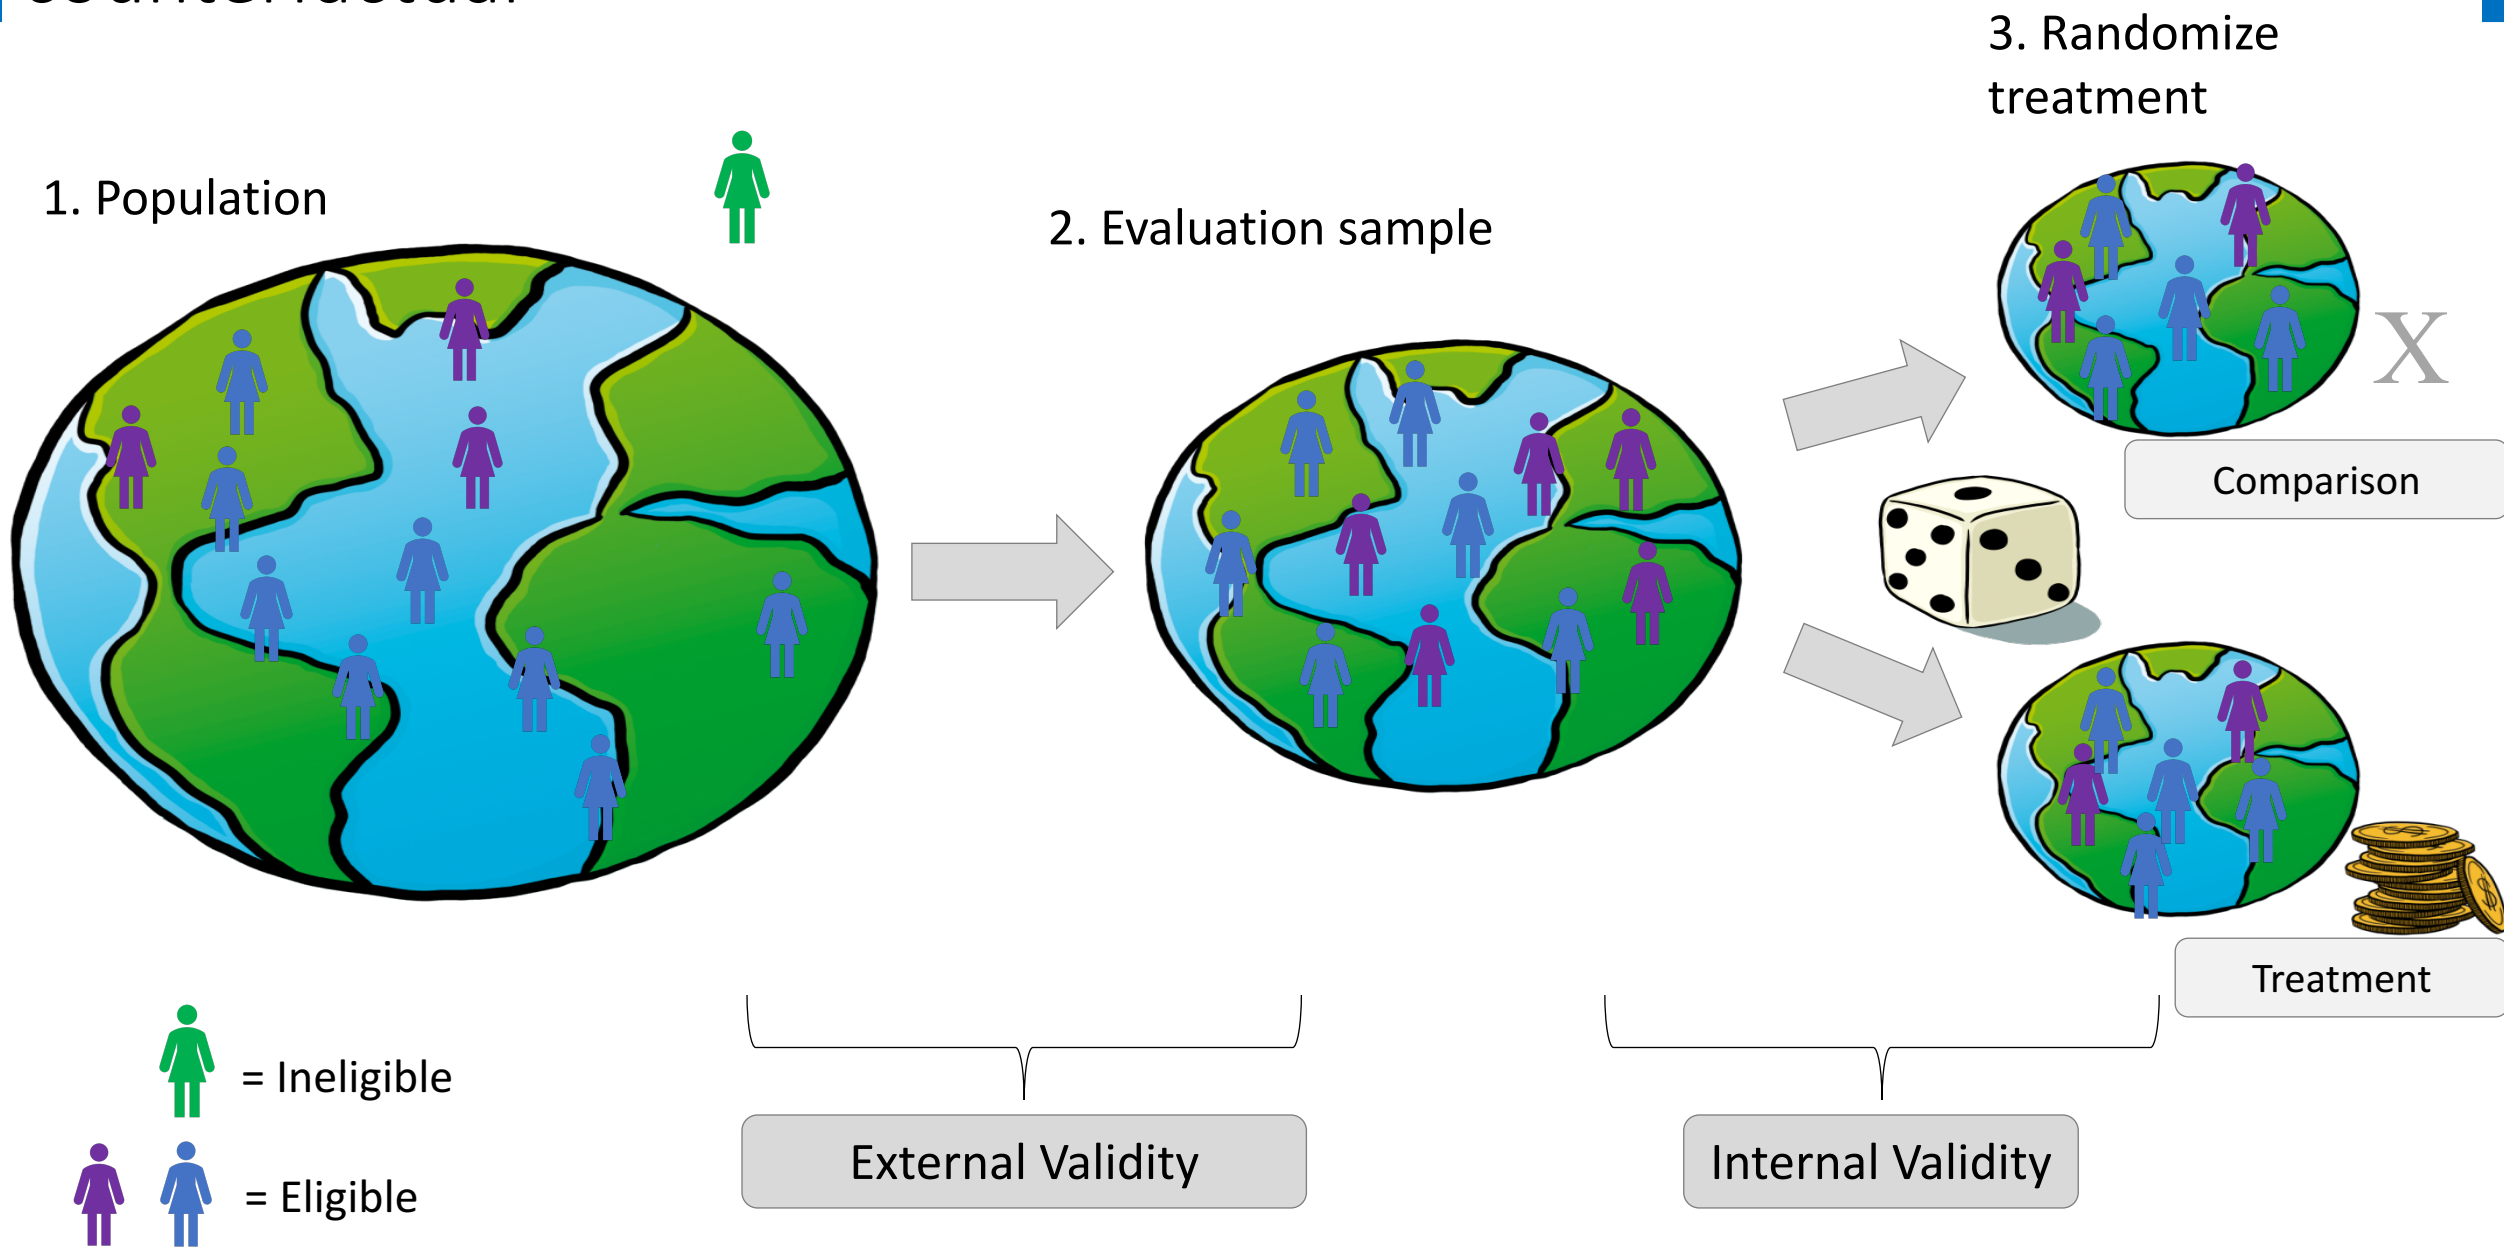 3. Randomize
treatment
1. Population
2. Evaluation sample
X
Comparison
Treatment
= Ineligible
= Eligible
External Validity
Internal Validity